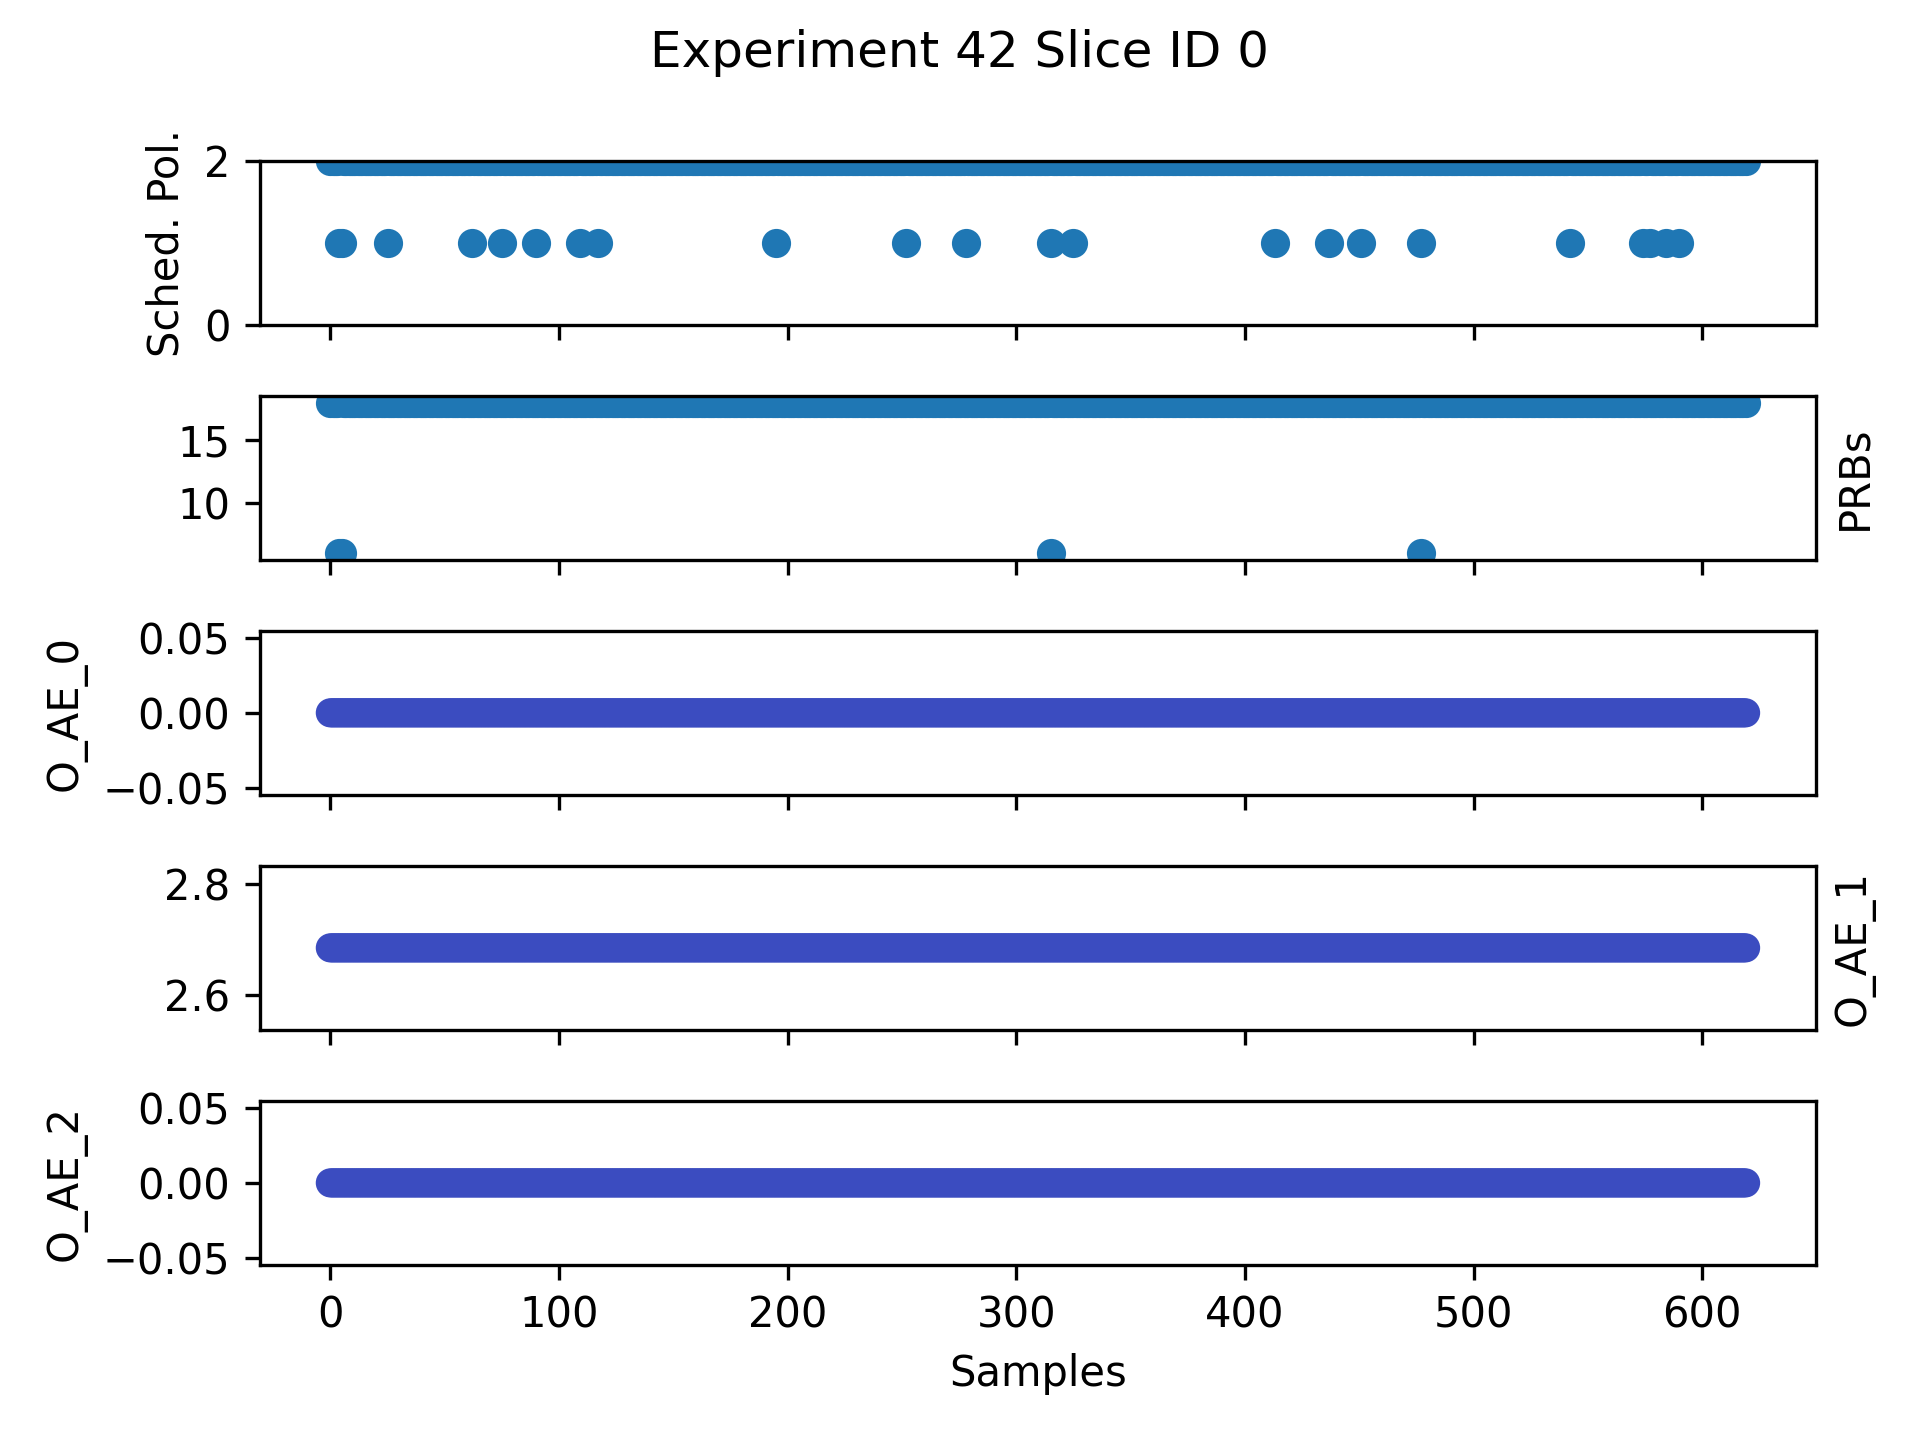 Experiment 42 Slice ID 0
Sched. Pol.
2
0
15
10
PRBs
O_AE_0
0.05
0.00
−0.05
2.8
2.6
O_AE_1
O_AE_2
0.05
0.00
−0.05
0 100 200 300 400 500 600
Samples